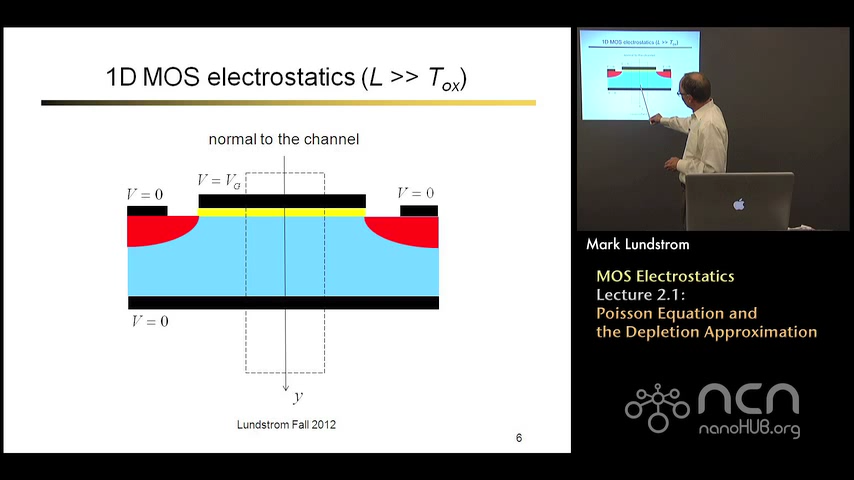 1D MOS electrostatics (L >> Tox)
normal to the channel
V = 0
V = VG
V = 0
V = 0
y
Lundstrom Fall 2012
6
1D MOS electrostatics (L >> Tox)
Mark Lundstrom
MOS Electrostatics
Lecture 2.1:
Poisson Equation and
the Depletion Approximation
ncn
nanoHUB.org